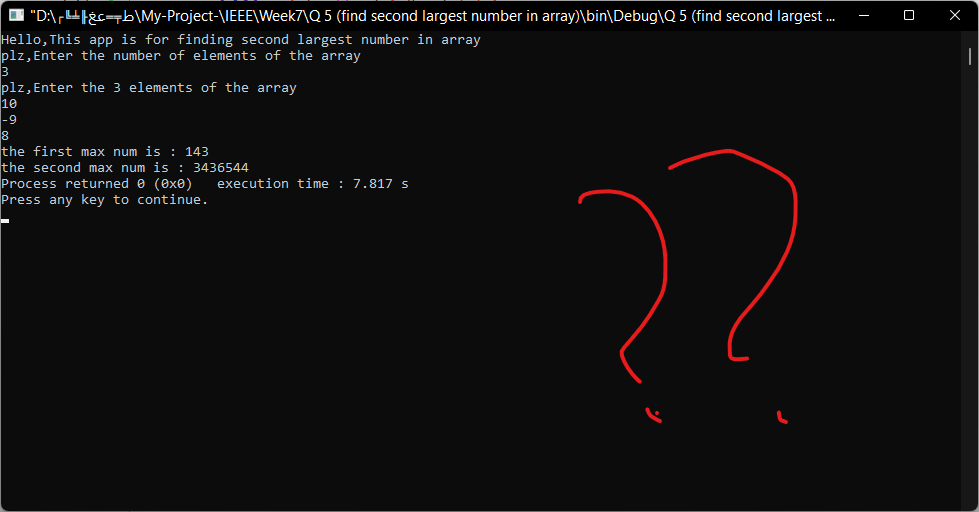 "D:\┌╚╩╠ﻏﻋ══ﻁ\My-Project-\IEEE\Week7\Q 5 (find second largest number in array)\bin\Debug\Q 5 (find second largest ...
Hello,This app is for finding second largest number in array
plz,Enter the number of elements of the array
3
plz,Enter the 3 elements of the array
10
-9
8
the first max num is : 143
the second max num is : 3436544
Process returned 0 (0x0)   execution time : 7.817 s
Press any key to continue.
??